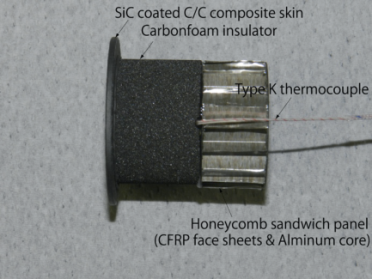 SiC coated C/C composite skin
Carbonfoam insulator
Type K thermocouple
Honeycomb sandwich panel
(CFRP face sheets & Alminum core)